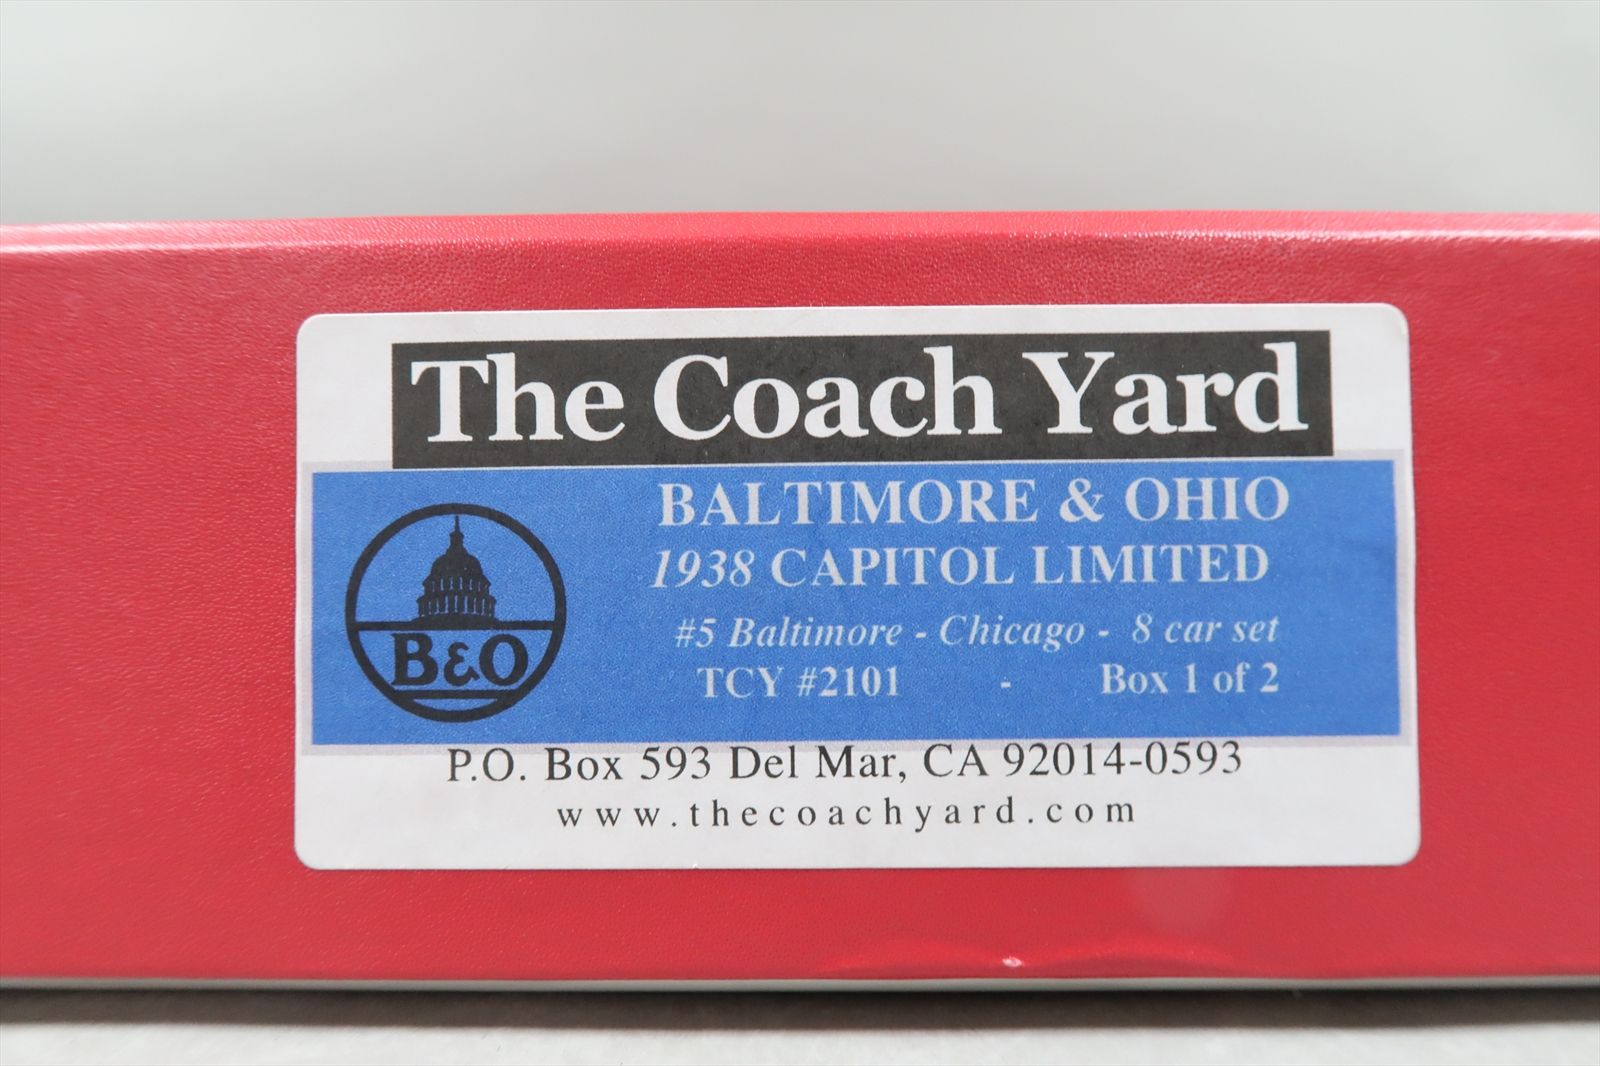 The Coach Yard
BALTIMORE & OHIO
1938 CAPITOL LIMITED
#5 Baltimore - Chicago - 8 car set
TCY #2101 - Box 1 of 2
B&O
P.O. Box 593 Del Mar, CA 92014-0593
www.thecoachyard.com